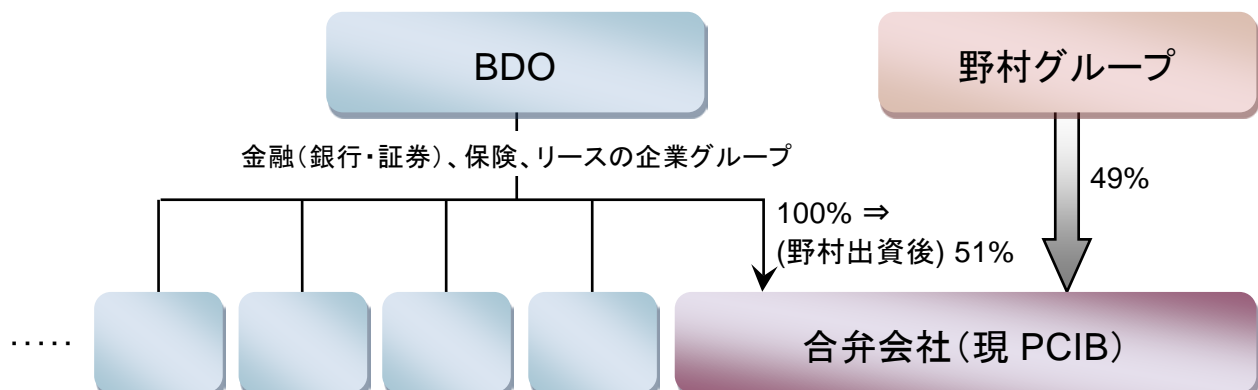 BDO
野村グループ
金融(銀行・証券)、保険、リースの企業グループ
49%
100% ⇒
(野村出資後) 51%
.....
合弁会社(現 PCIB)